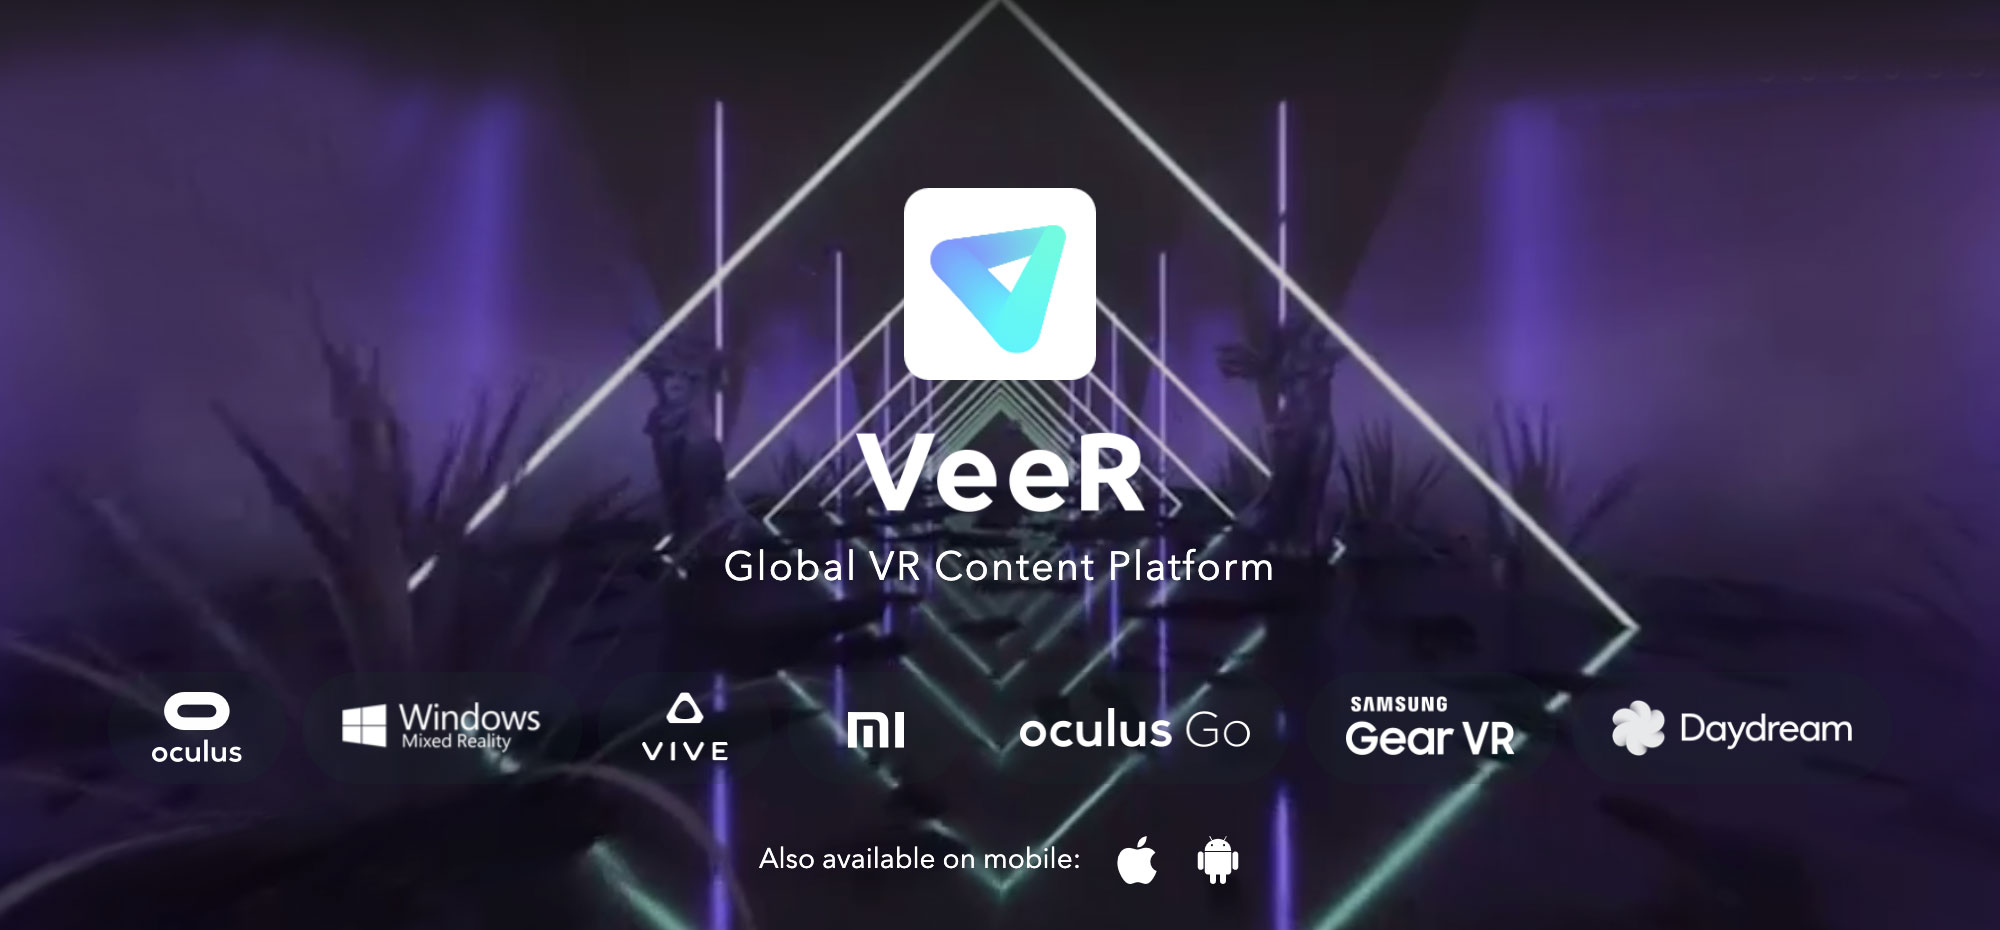 VeeR
Global VR Content Platform
oculus
Windows
Mixed Reality
VIVE
mi
oculus Go
SAMSUNG
Gear VR
Daydream
Also available on mobile: